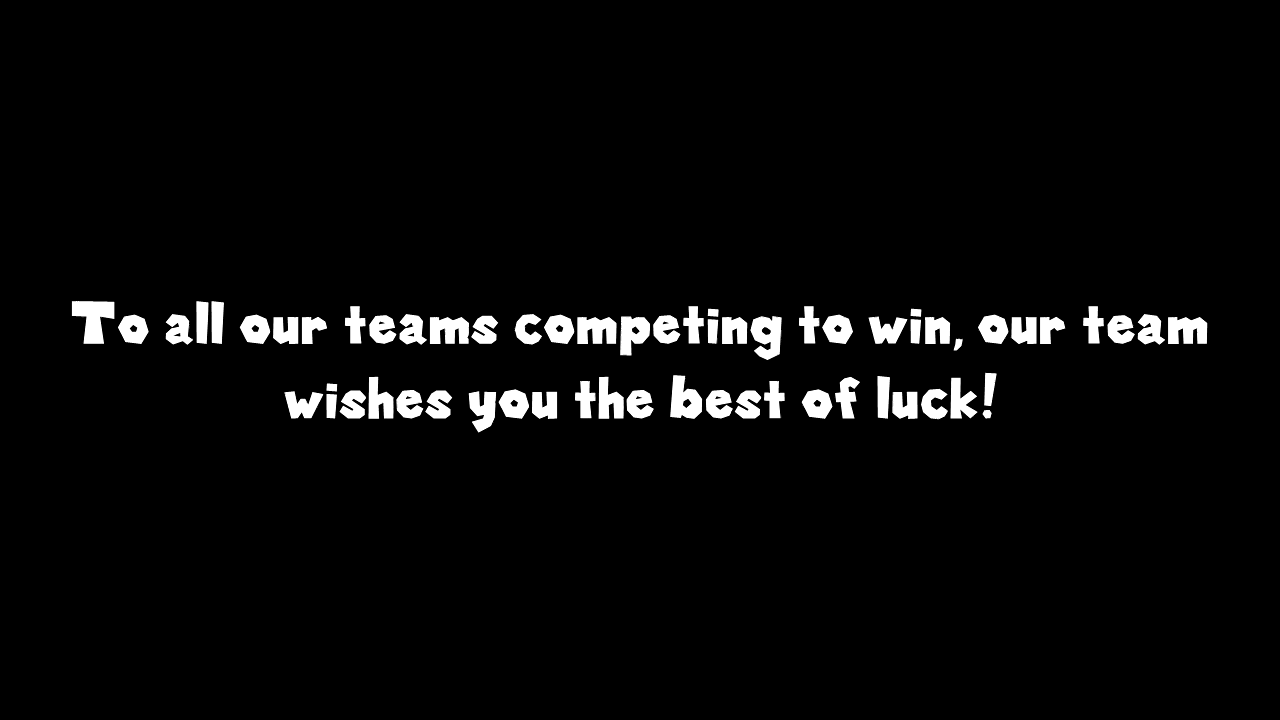 To all our teams competing to win, our team
wishes you the best of luck!